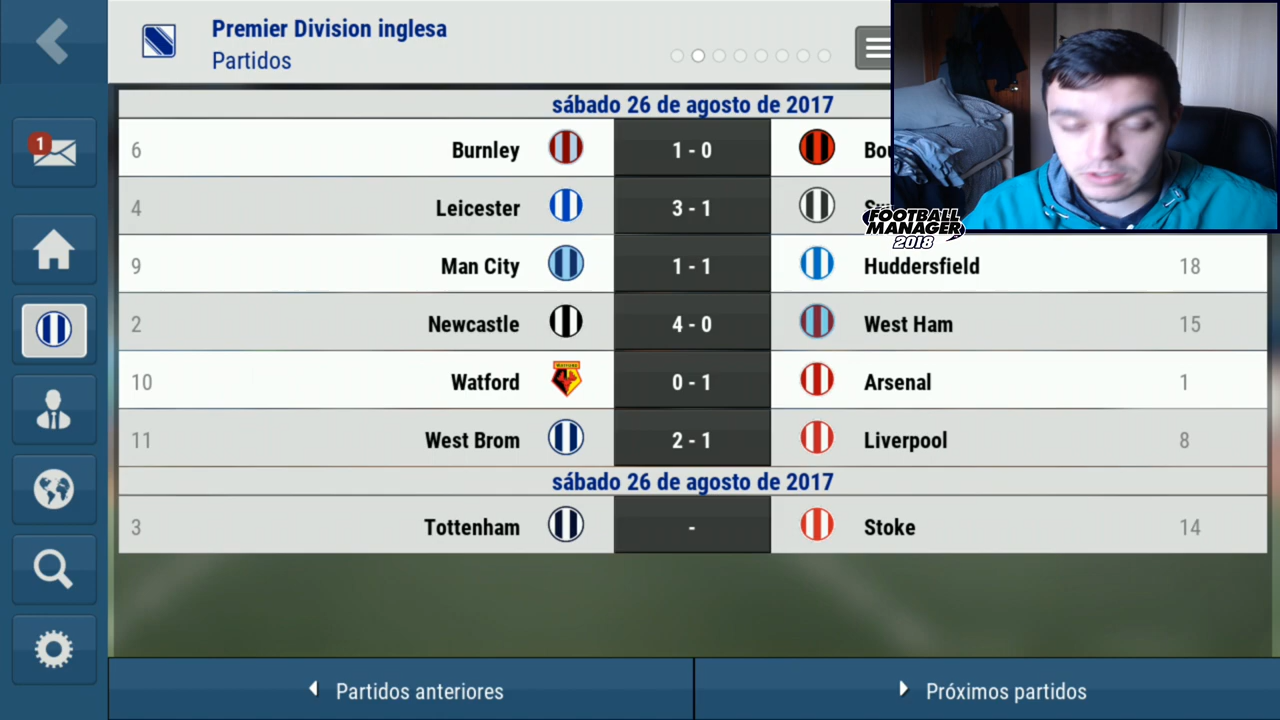 Premier Division inglesa
Partidos
sábado 26 de agosto de 2017
6 Burnley 1 - 0
4 Leicester 3 - 1
9 Man City 1 - 1 Huddersfield 18
2 Newcastle 4 - 0 West Ham 15
10 Watford 0 - 1 Arsenal 1
11 West Brom 2 - 1 Liverpool 8
sábado 26 de agosto de 2017
3 Tottenham - Stoke 14
Partidos anteriores
Próximos partidos
1
FOOTBALL
MANAGER
2018
WATFORD